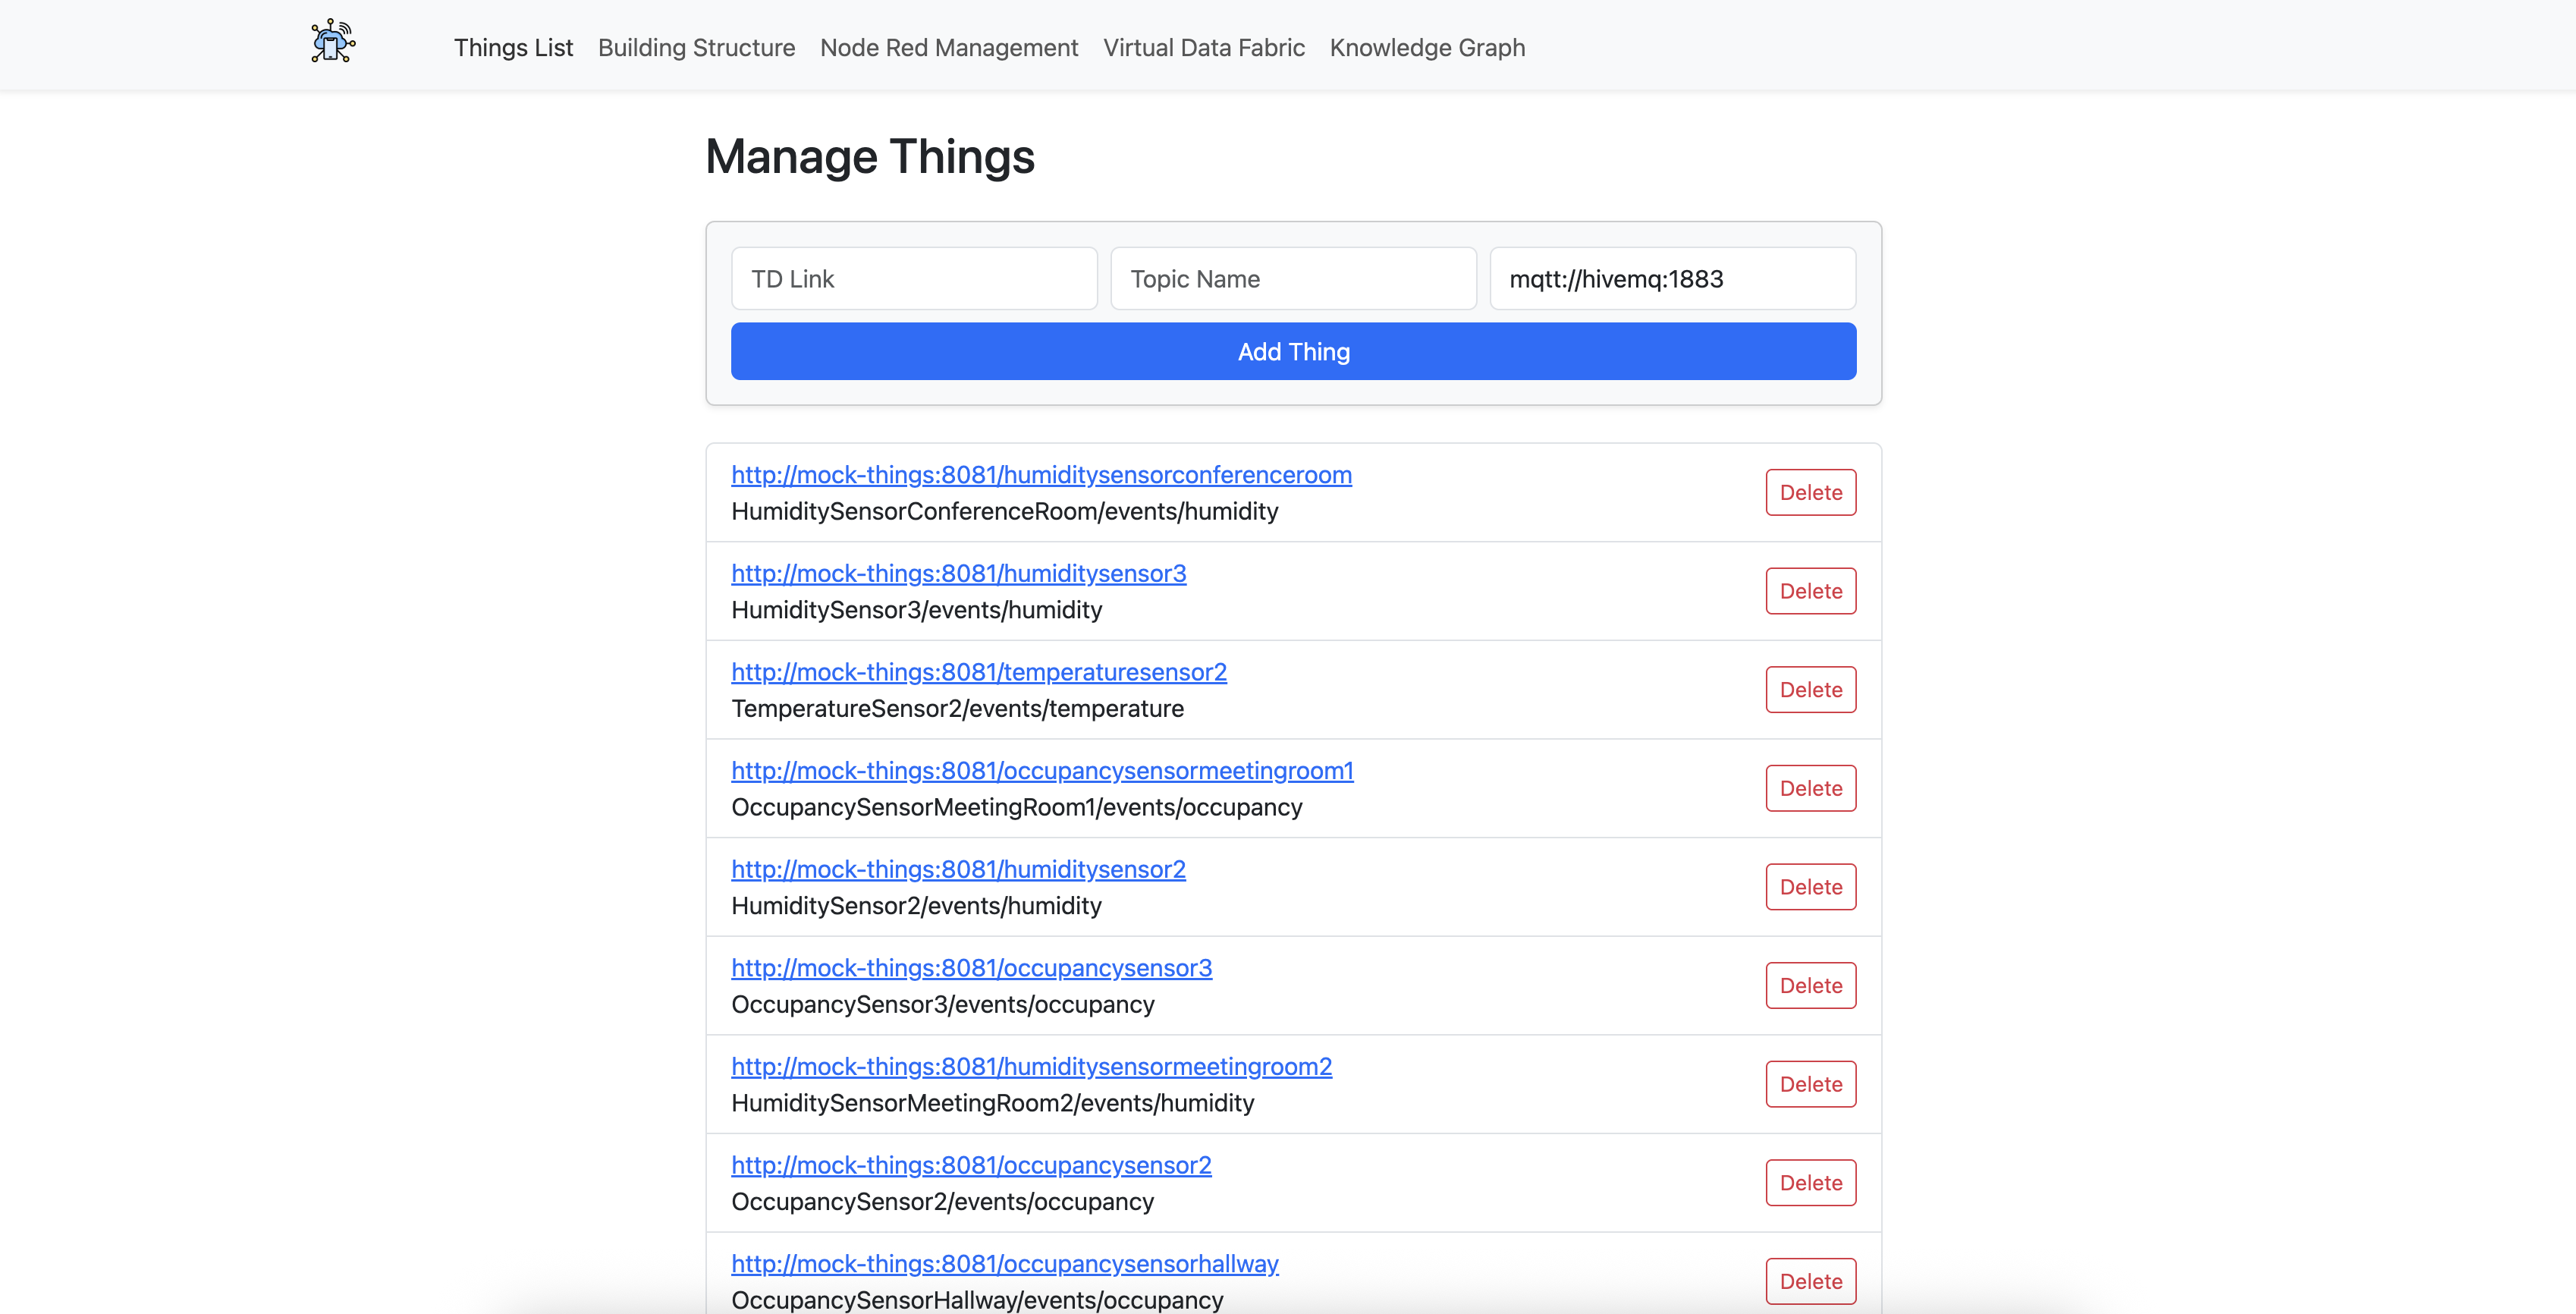 Things List Building Structure Node Red Management Virtual Data Fabric Knowledge Graph
Manage Things
TD Link Topic Name mqtt://hivemq:1883
Add Thing
http://mock-things:8081/humiditysensorconferenceroom
HumiditySensorConferenceRoom/events/humidity
Delete
http://mock-things:8081/humiditysensor3
HumiditySensor3/events/humidity
Delete
http://mock-things:8081/temperaturesensor2
TemperatureSensor2/events/temperature
Delete
http://mock-things:8081/occupancysensormeetingroom1
OccupancySensorMeetingRoom1/events/occupancy
Delete
http://mock-things:8081/humiditysensor2
HumiditySensor2/events/humidity
Delete
http://mock-things:8081/occupancysensor3
OccupancySensor3/events/occupancy
Delete
http://mock-things:8081/humiditysensormeetingroom2
HumiditySensorMeetingRoom2/events/humidity
Delete
http://mock-things:8081/occupancysensor2
OccupancySensor2/events/occupancy
Delete
http://mock-things:8081/occupancysensorhallway
OccupancySensorHallway/events/occupancy
Delete